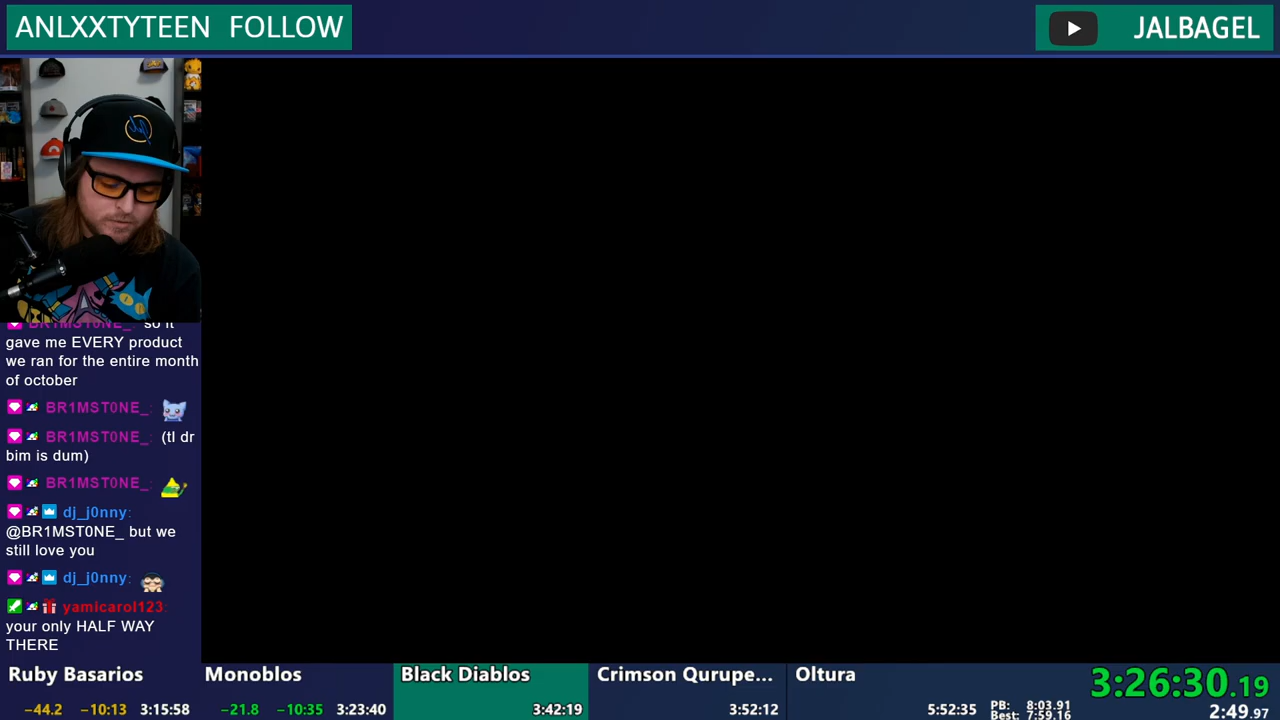 ANLXXTYTEEN FOLLOW
JALBAGEL
BR1MST0NE_: so it
gave me EVERY product
we ran for the entire month
of october
BR1MST0NE_:
BR1MST0NE_: (tl dr
bim is dum)
BR1MST0NE_:
dj_j0nny:
@BR1MST0NE_ but we
still love you
dj_j0nny:
yamicarol123:
your only HALF WAY
THERE
Ruby Basarios
−44.2 −10:13 3:15:58
Monoblos
−21.8 −10:35 3:23:40
Black Diablos
3:42:19
Crimson Qurupe...
3:52:12
Oltura
5:52:35
3:26:30.19
PB: 8:03.91
Best: 7:59.16
2:49.97